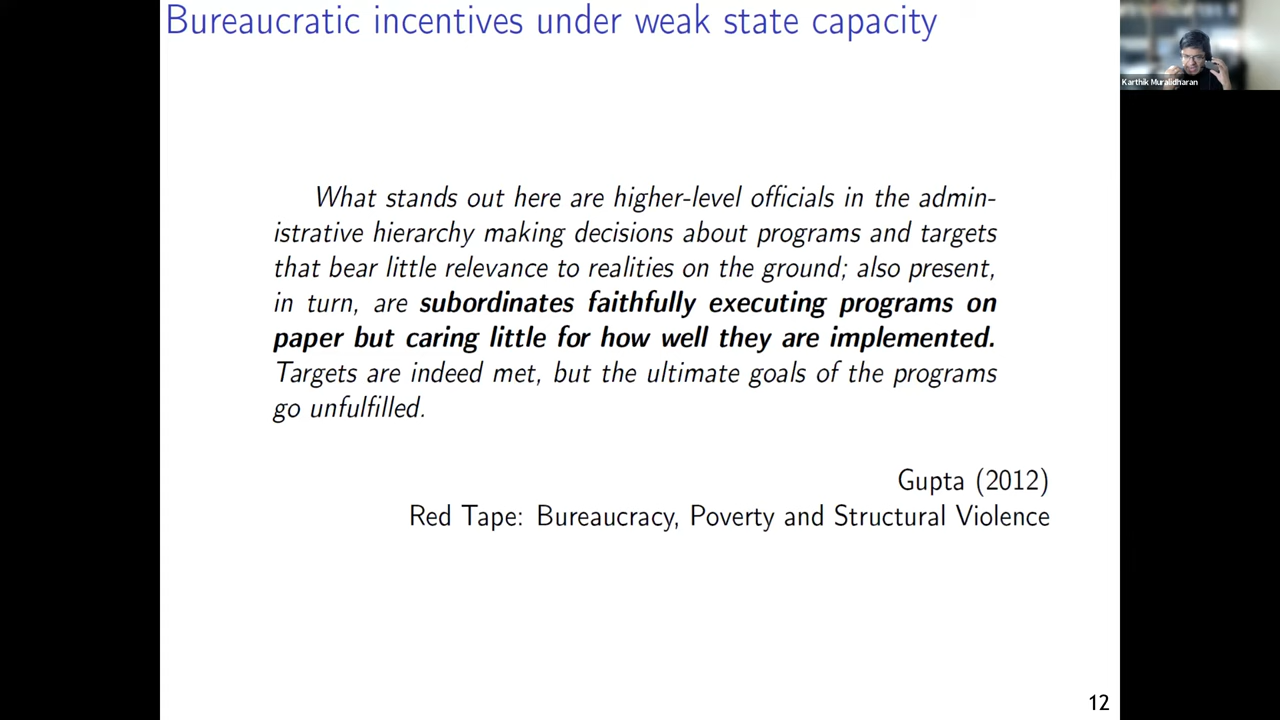 Bureaucratic incentives under weak state capacity
Karthik Muralidharan
What stands out here are higher-level officials in the admin-
istrative hierarchy making decisions about programs and targets
that bear little relevance to realities on the ground; also present,
in turn, are subordinates faithfully executing programs on
paper but caring little for how well they are implemented.
Targets are indeed met, but the ultimate goals of the programs
go unfulfilled.
Gupta (2012)
Red Tape: Bureaucracy, Poverty and Structural Violence
12